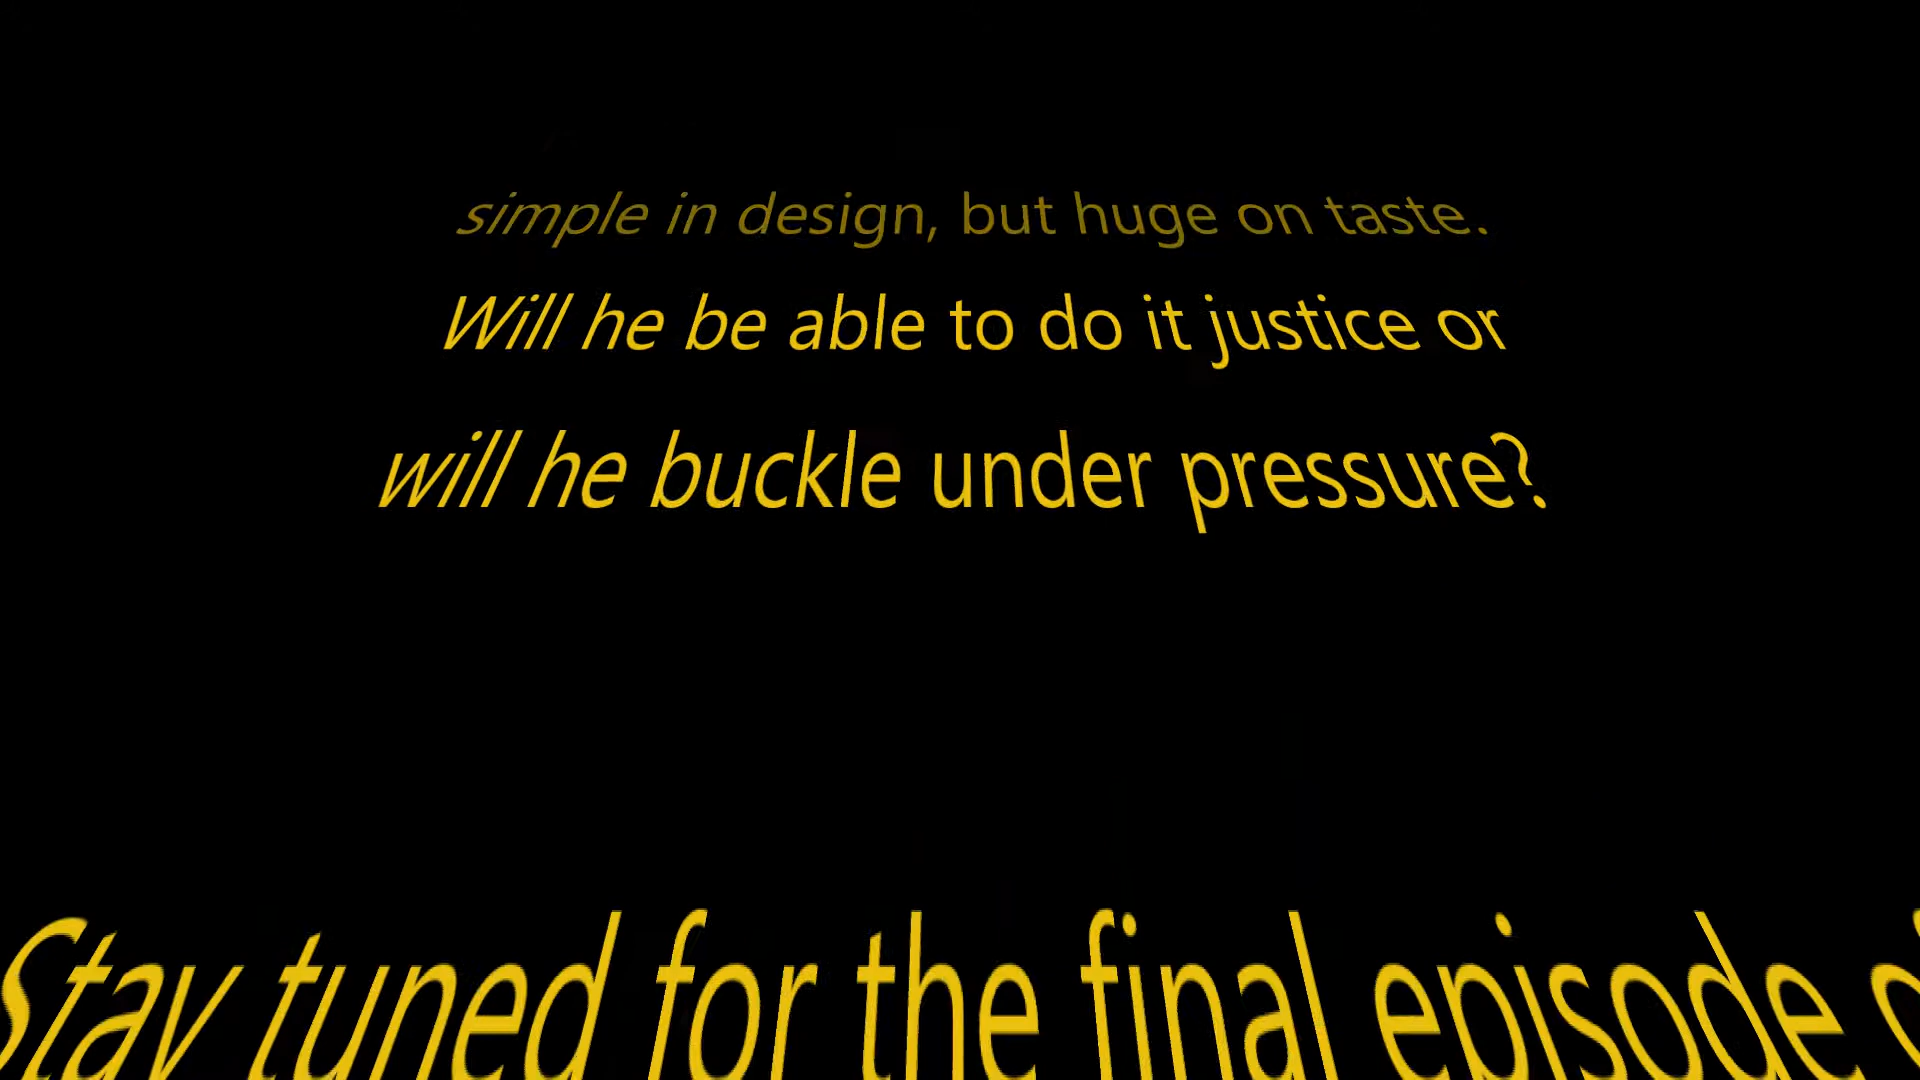 simple in design, but huge on taste.
Will he be able to do it justice or
will he buckle under pressure?
Stay tuned for the final episode